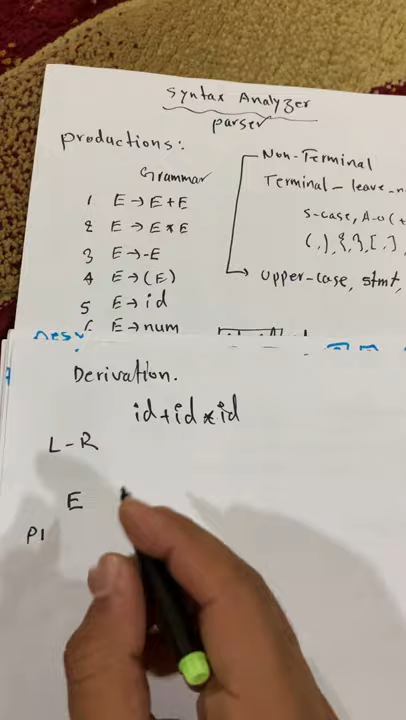 Syntax Analyzer
parser
productions:
Grammar
1. E → E + E
2 E → E * E
3 E → -E
4 E → (E)
5 E → id
6 E → num
Non-Terminal
Terminal - leave
s-case,
(,), {, }, [, ]
Upper-case, stmt,
Derivation.
id + id * id
L-R
E
P1